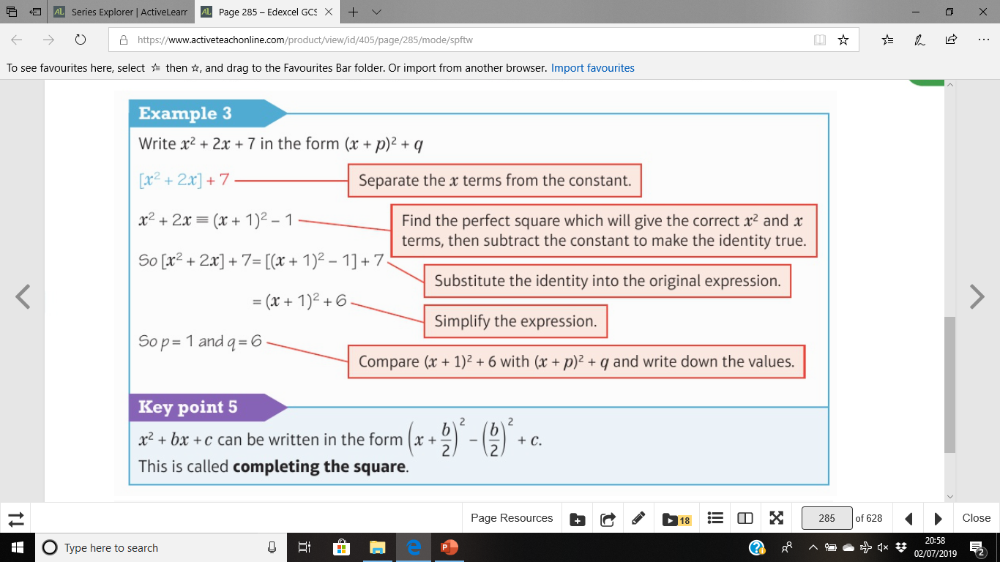 Series Explorer | ActiveLearn
Page 285 – Edexcel GCS
https://www.activeteachonline.com/product/view/id/405/page/285/mode/spftw
To see favourites here, select then ☆, and drag to the Favourites Bar folder. Or import from another browser. Import favourites
Example 3
Write x² + 2x + 7 in the form (x + p)² + q
[x² + 2x] + 7
Separate the x terms from the constant.
x² + 2x ≡ (x + 1)² – 1
Find the perfect square which will give the correct x² and x
terms, then subtract the constant to make the identity true.
So [x² + 2x] + 7 = [(x + 1)² – 1] + 7
Substitute the identity into the original expression.
= (x + 1)² + 6
Simplify the expression.
So p = 1 and q = 6
Compare (x + 1)² + 6 with (x + p)² + q and write down the values.
Key point 5
x² + bx + c can be written in the form (x + b/2)² – (b/2)² + c.
This is called completing the square.
Page Resources 18 285 of 628 Close
Type here to search
20:58
02/07/2019
2